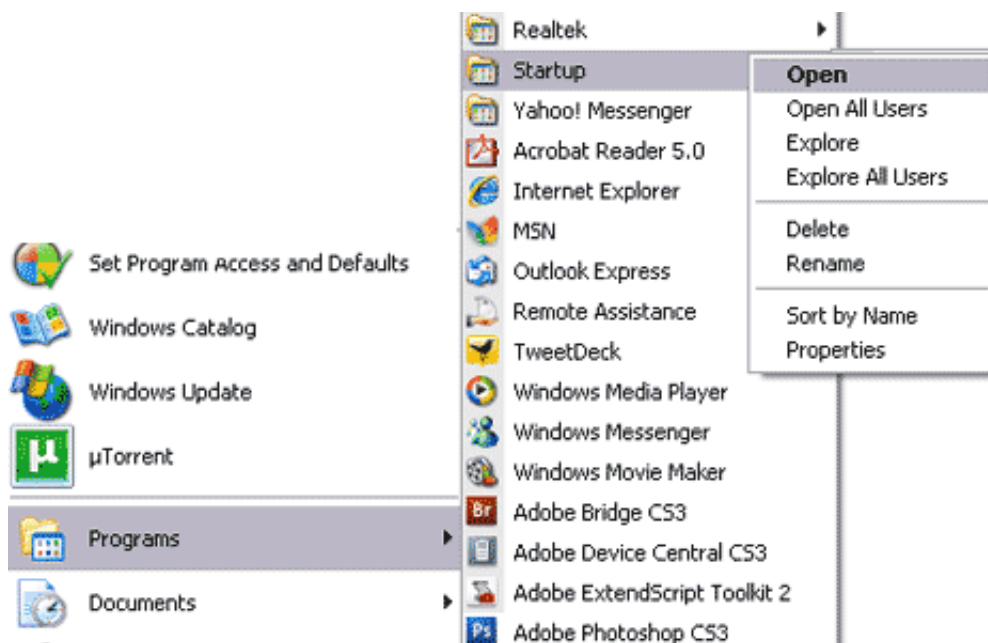 Set Program Access and Defaults
Windows Catalog
Windows Update
µ
µTorrent
Programs
Documents
Realtek
Startup
Yahoo! Messenger
Acrobat Reader 5.0
Internet Explorer
MSN
Outlook Express
Remote Assistance
TweetDeck
Windows Media Player
Windows Messenger
Windows Movie Maker
Br Adobe Bridge CS3
Adobe Device Central CS3
Adobe ExtendScript Toolkit 2
Ps Adobe Photoshop CS3
Open
Open All Users
Explore
Explore All Users
Delete
Rename
Sort by Name
Properties